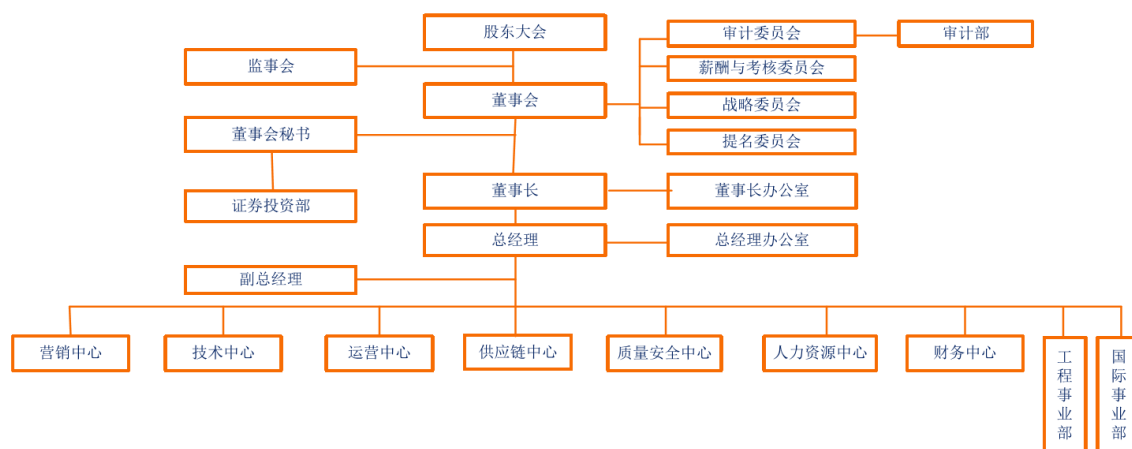 股东大会
审计委员会
审计部
监事会
薪酬与考核委员会
董事会
战略委员会
董事会秘书
提名委员会
董事长
董事长办公室
证券投资部
总经理
总经理办公室
副总经理
营销中心
技术中心
运营中心
供应链中心
质量安全中心
人力资源中心
财务中心
工程事业部
国际事业部